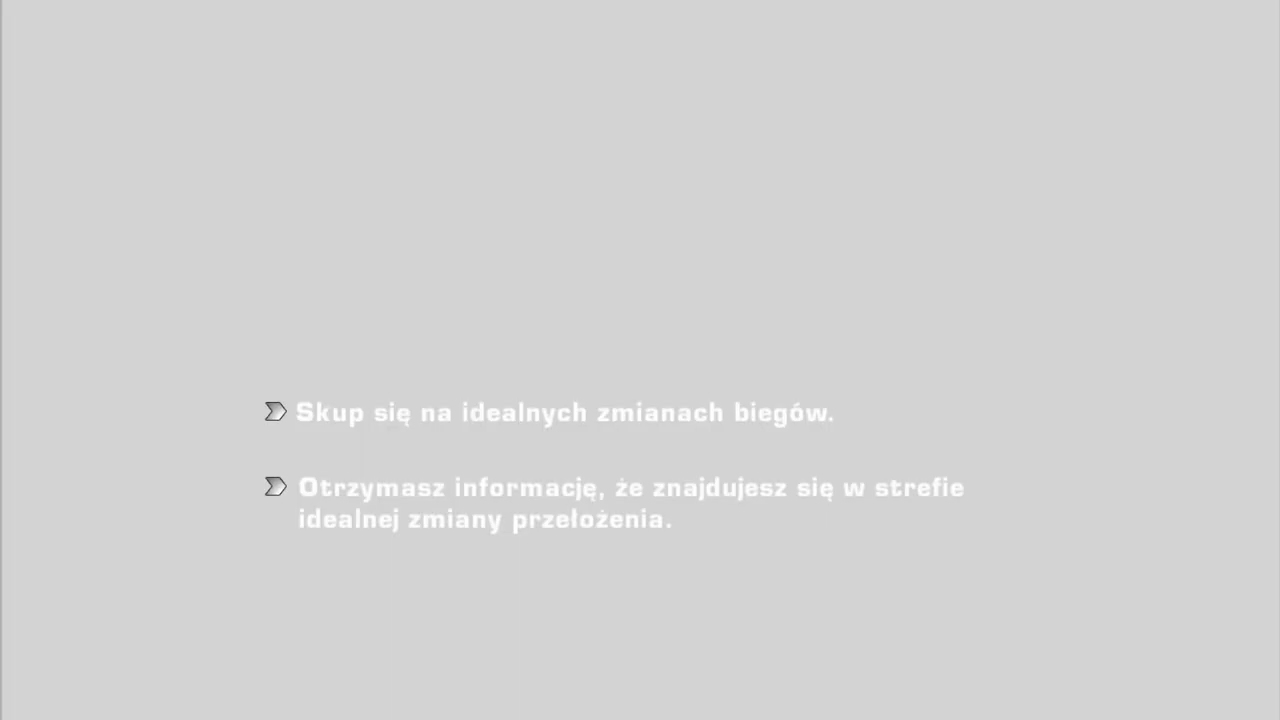 Skup się na idealnych zmianach biegów.
Otrzymasz informację, że znajdujesz się w strefie
idealnej zmiany przełożenia.